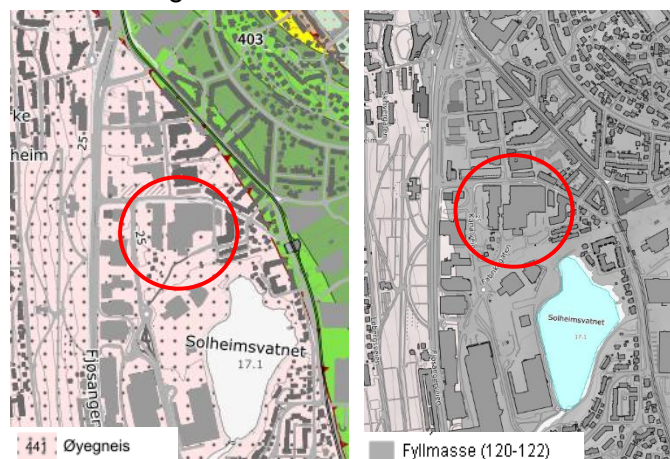 403
ke
heim
25
25
Solheimsvatnet
17.1
Fjøsanger
441 Øyegneis
Solheimsvatnet
17.1
Fyllmasse (120-122)